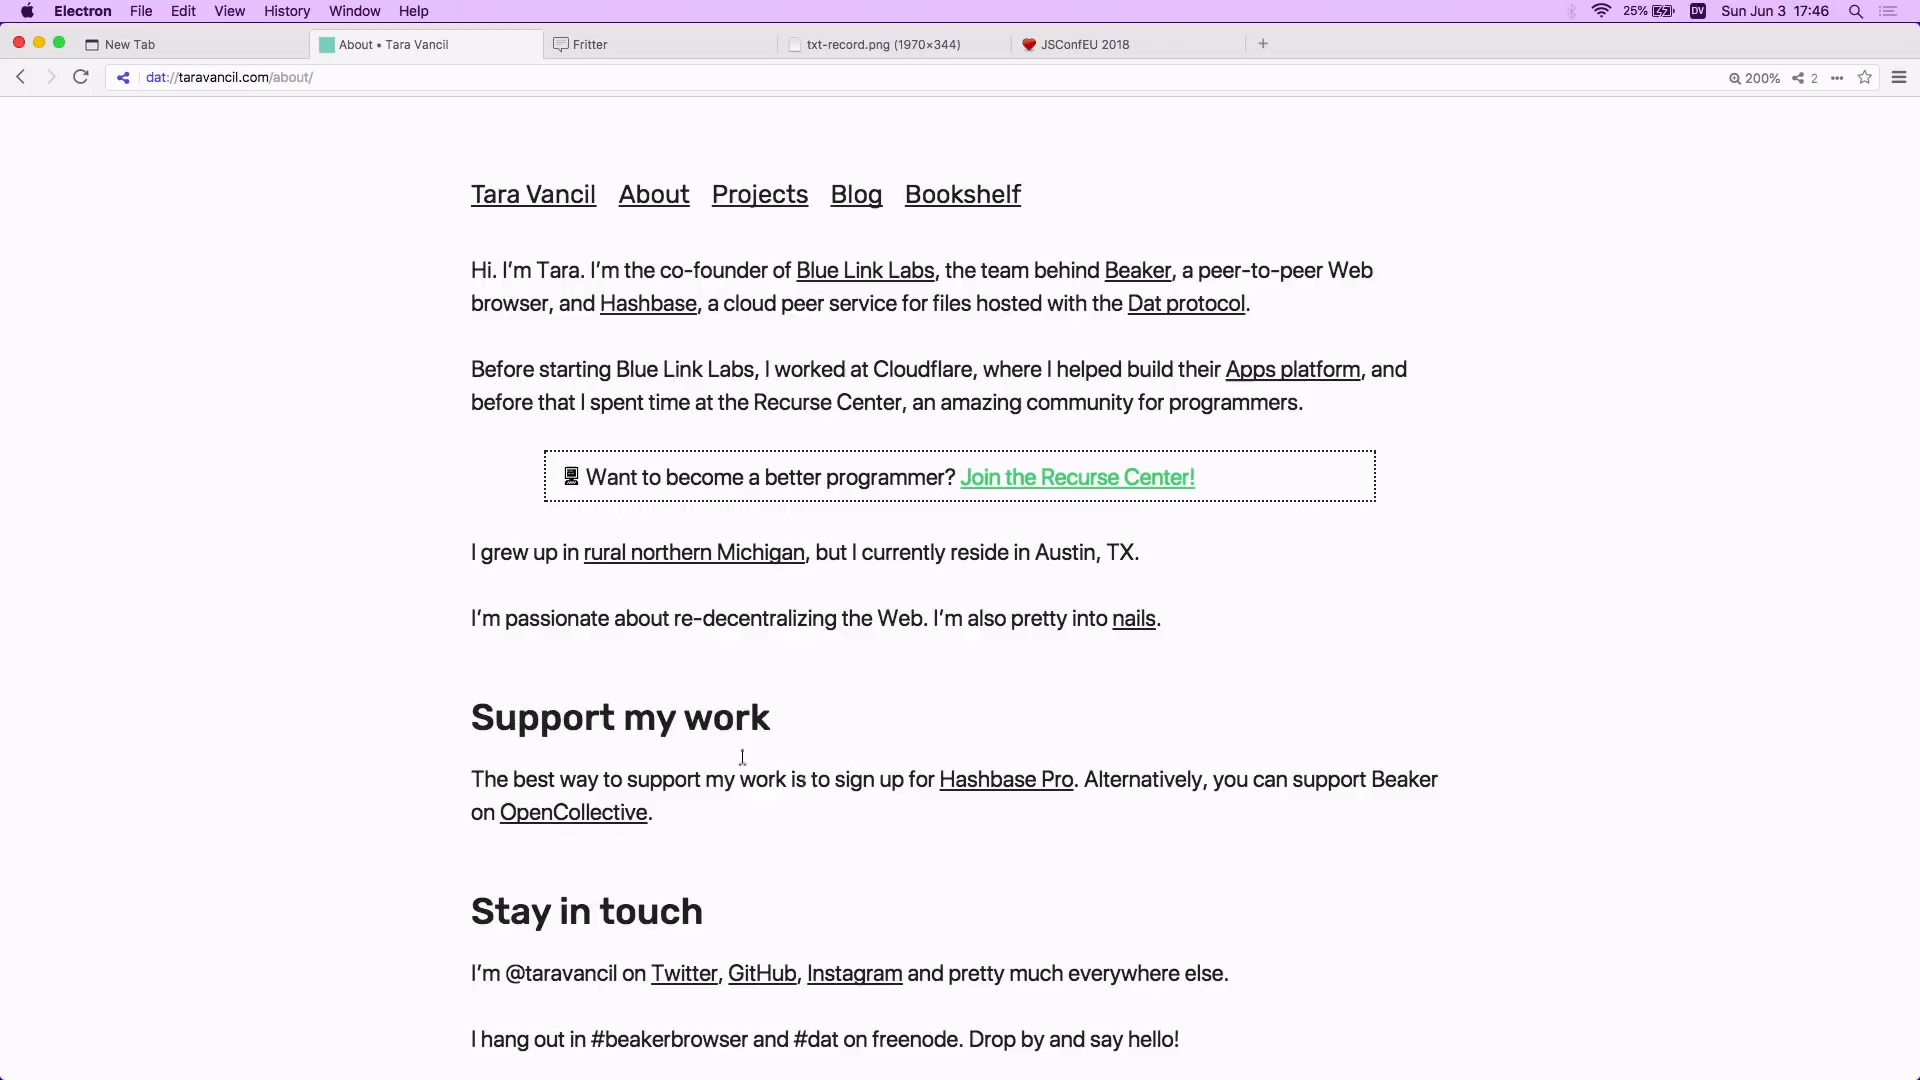 Electron File Edit View History Window Help 25% DV Sun Jun 3 17:46
New Tab About • Tara Vancil Fritter txt-record.png (1970×344) JSConfEU 2018
dat://taravancil.com/about/ 200% 2
Tara Vancil About Projects Blog Bookshelf
Hi. I’m Tara. I’m the co-founder of Blue Link Labs, the team behind Beaker, a peer-to-peer Web
browser, and Hashbase, a cloud peer service for files hosted with the Dat protocol.
Before starting Blue Link Labs, I worked at Cloudflare, where I helped build their Apps platform, and
before that I spent time at the Recurse Center, an amazing community for programmers.
Want to become a better programmer? Join the Recurse Center!
I grew up in rural northern Michigan, but I currently reside in Austin, TX.
I’m passionate about re-decentralizing the Web. I’m also pretty into nails.
Support my work
The best way to support my work is to sign up for Hashbase Pro. Alternatively, you can support Beaker
on OpenCollective.
Stay in touch
I’m @taravancil on Twitter, GitHub, Instagram and pretty much everywhere else.
I hang out in #beakerbrowser and #dat on freenode. Drop by and say hello!